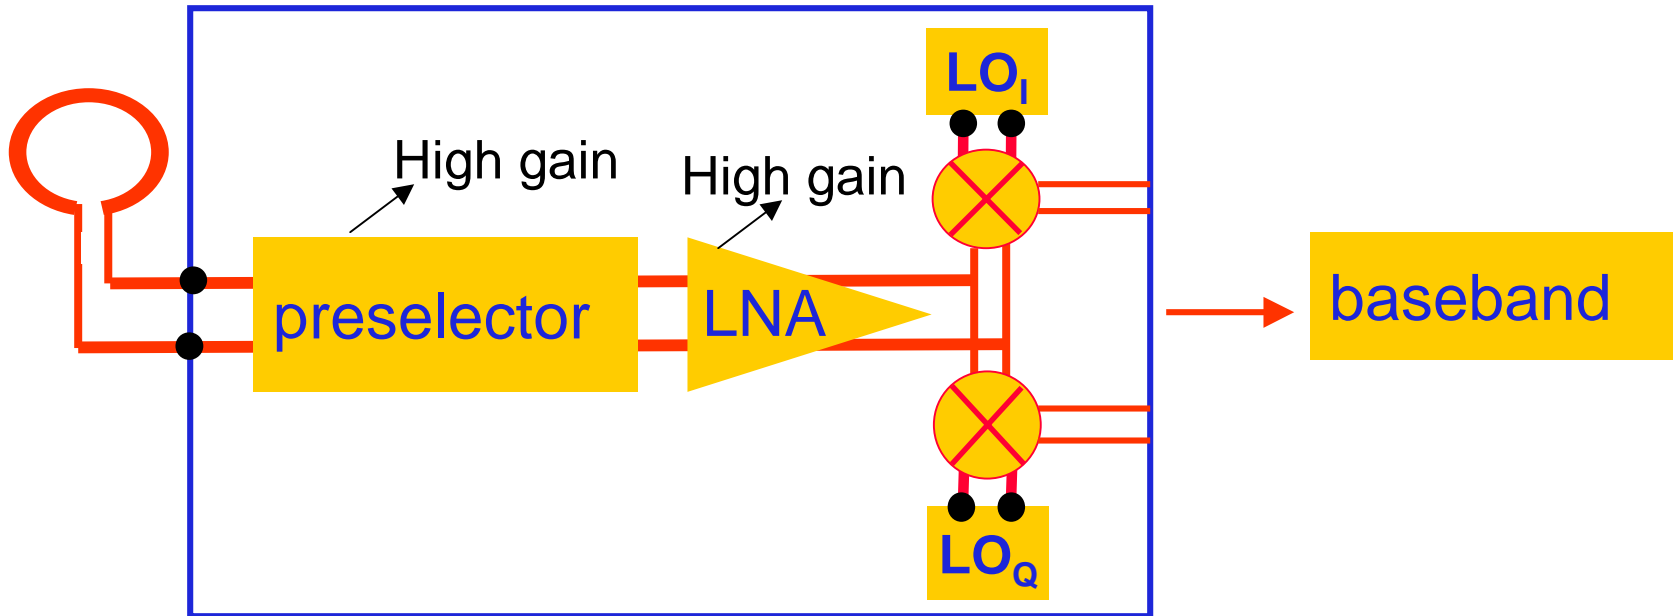 LO_I
High gain
High gain
preselector
LNA
baseband
LO_Q